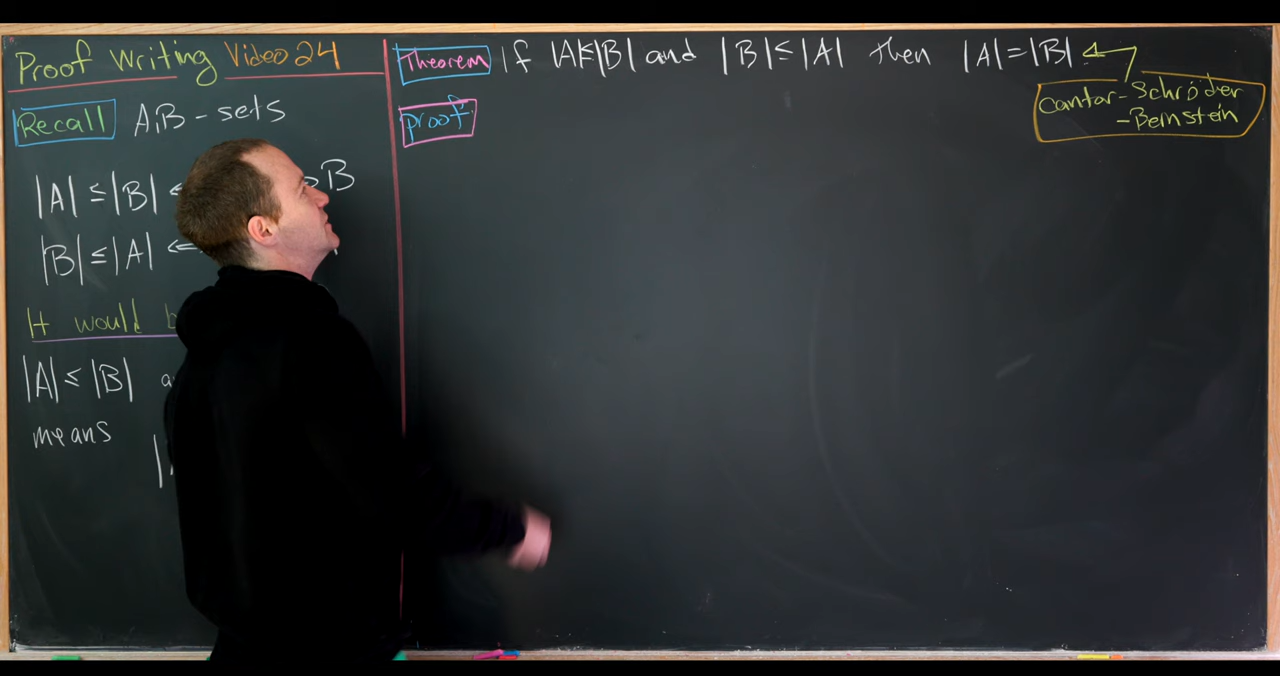 Proof Writing Video 24
Recall A,B - sets
|A| ≤ |B| B
|B| ≤ |A| ⇐
It would b
|A| ≤ |B| a
means
|
Theorem If |A|≤|B| and |B| ≤ |A| then |A| = |B|
Cantor-Schröder
-Bernstein
Proof